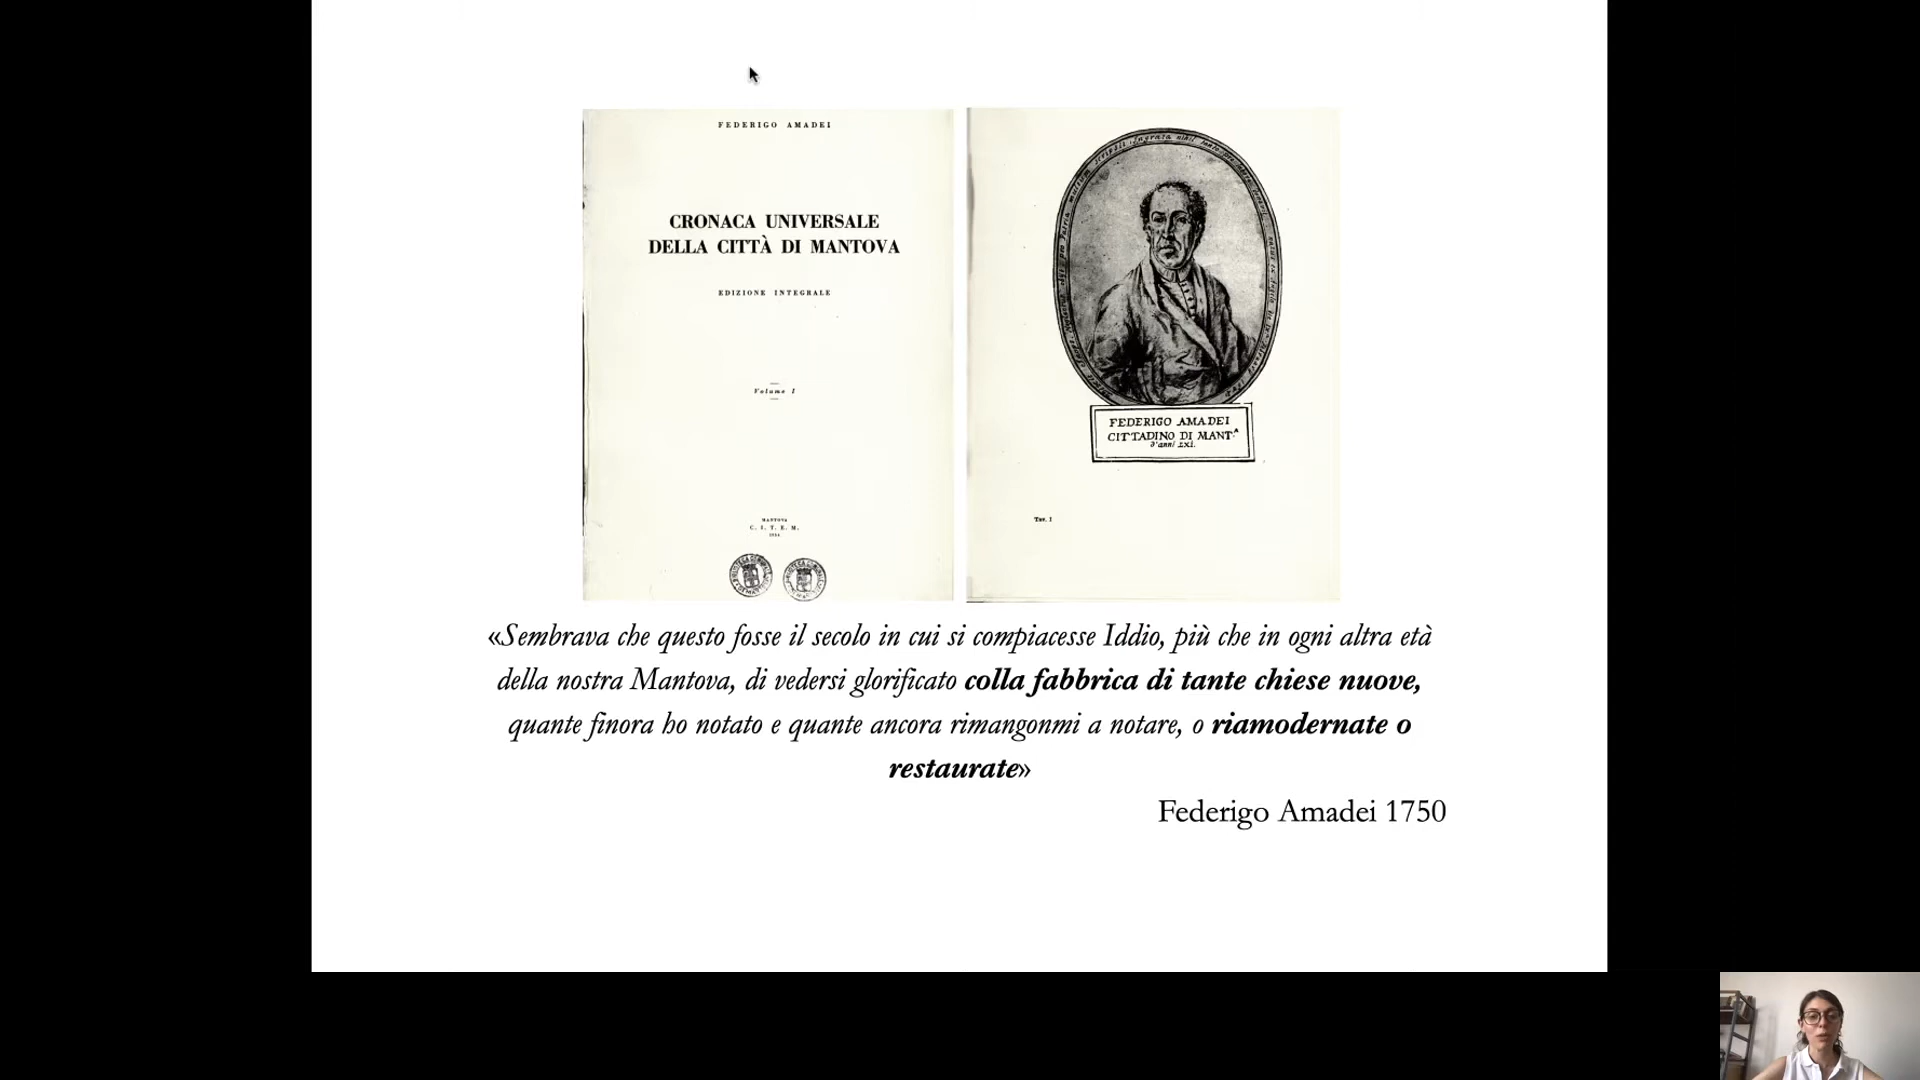 FEDERIGO AMADEI
CRONACA UNIVERSALE
DELLA CITTÀ DI MANTOVA
EDIZIONE INTEGRALE
Volume I
MANTOVA
C. I. T. E. M.
FEDERIGO AMADEI
CITTADINO DI MANT.A
d'anni LXI.
Tav. I
«Sembrava che questo fosse il secolo in cui si compiacesse Iddio, più che in ogni altra età
della nostra Mantova, di vedersi glorificato colla fabbrica di tante chiese nuove,
quante finora ho notato e quante ancora rimangonmi a notare, o riamodernate o
restaurate»
Federigo Amadei 1750